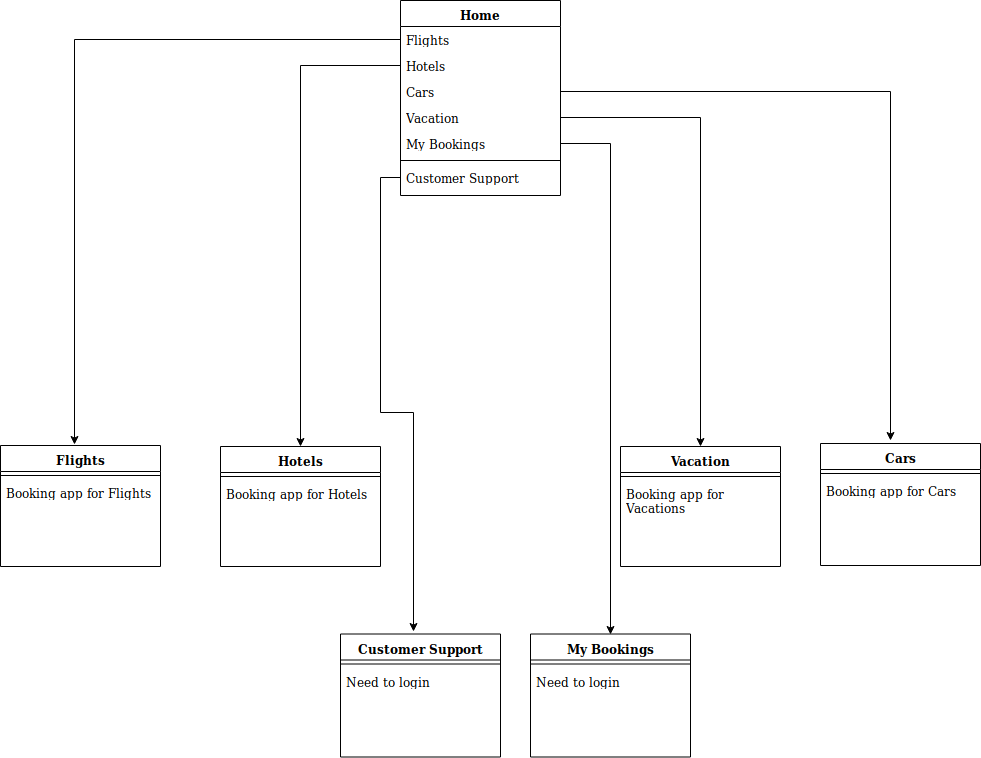 Home
Flights
Hotels
Cars
Vacation
My Bookings
Customer Support
Flights
Booking app for Flights
Hotels
Booking app for Hotels
Vacation
Booking app for
Vacations
Cars
Booking app for Cars
Customer Support
Need to login
My Bookings
Need to login